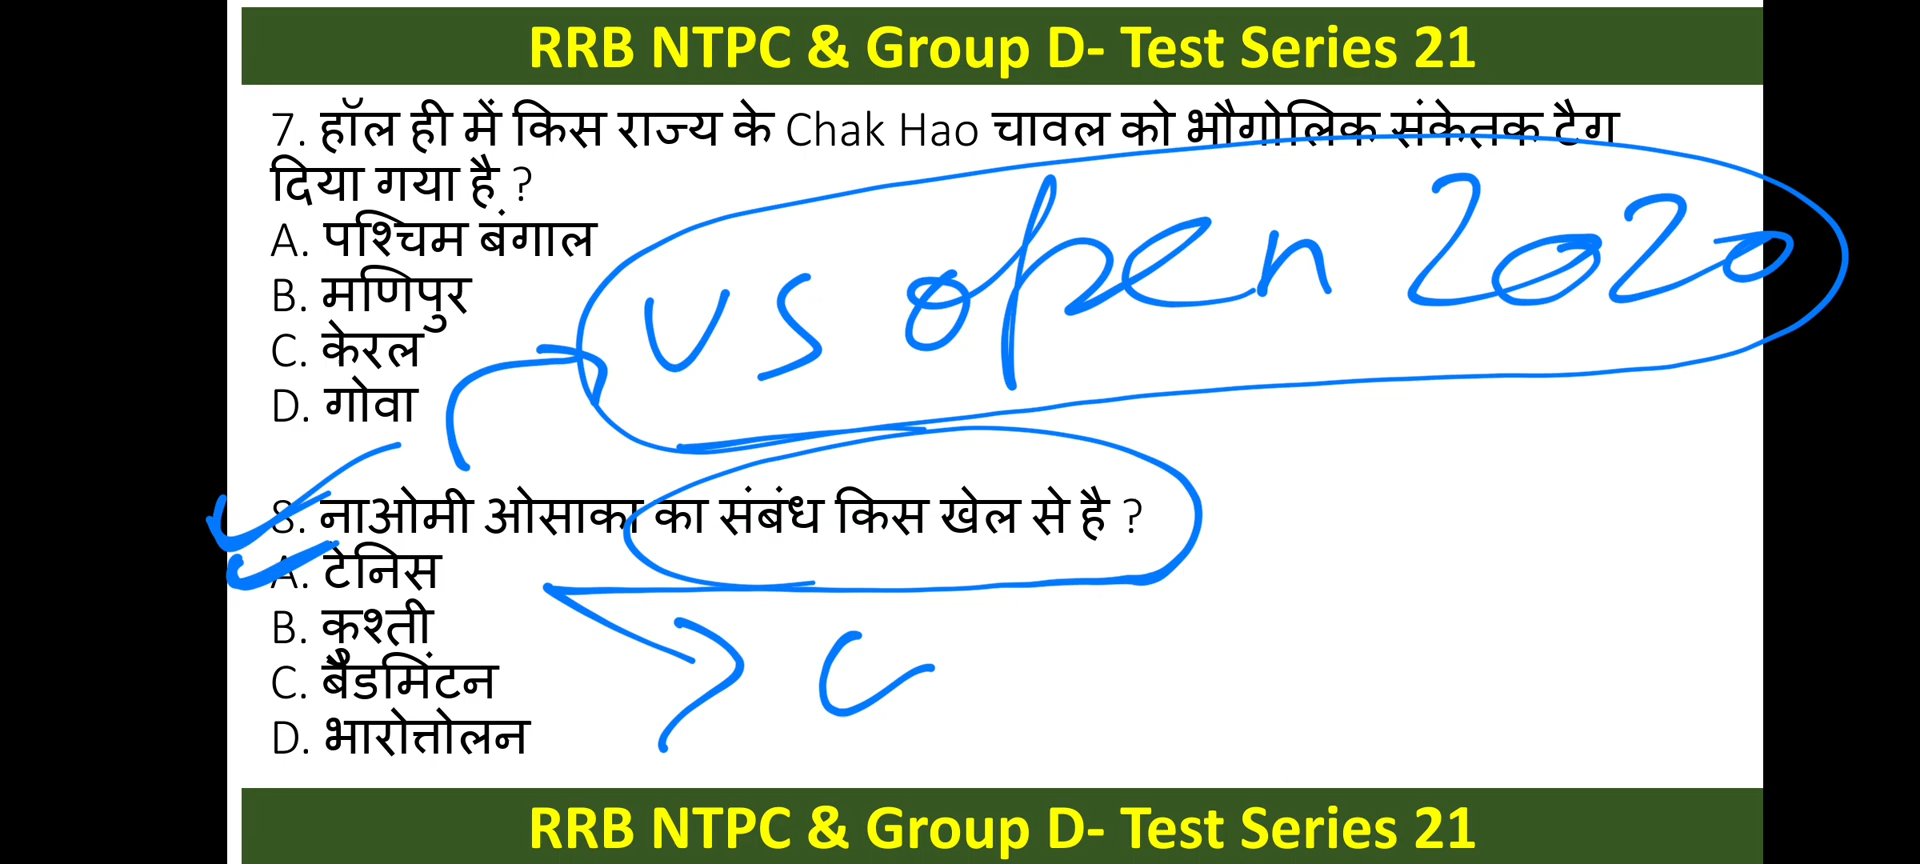 RRB NTPC & Group D- Test Series 21
7. हॉल ही में किस राज्य के Chak Hao चावल को भौगोलिक संकेतक टैग
दिया गया है ?
A. पश्चिम बंगाल
B. मणिपुर
C. केरल
D. गोवा
us open 2020
8. नाओमी ओसाका का संबंध किस खेल से है ?
A. टेनिस
B. कुश्ती
C. बैडमिंटन
D. भारोत्तोलन
RRB NTPC & Group D- Test Series 21